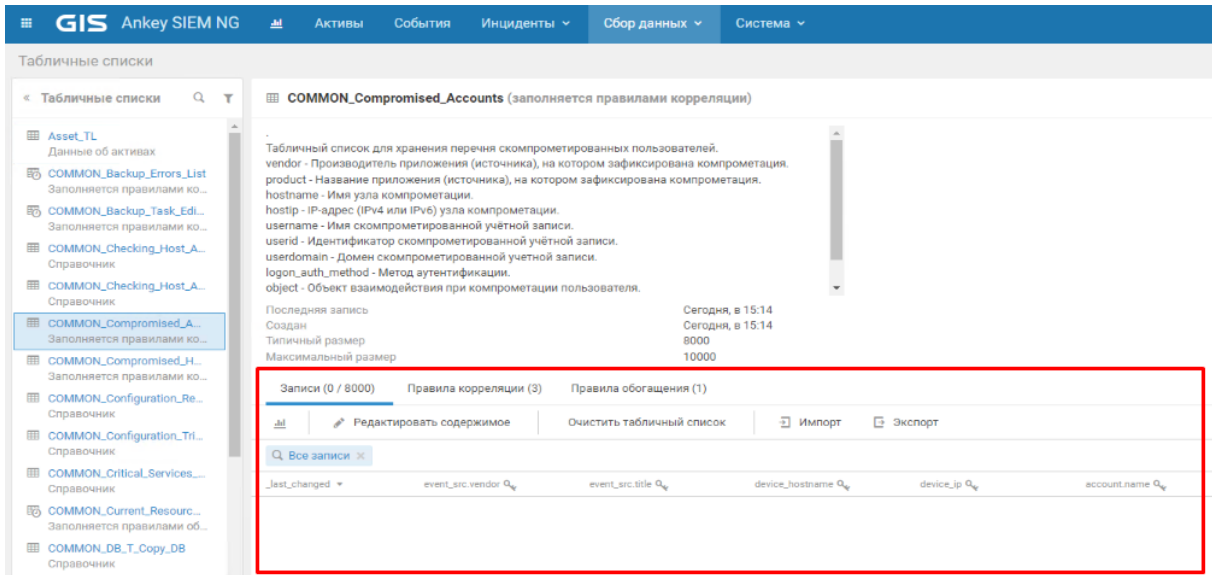 GIS Ankey SIEM NG Активы События Инциденты Сбор данных Система
Табличные списки
« Табличные списки
Asset_TL
Данные об активах
COMMON_Backup_Errors_List
Заполняется правилами ко...
COMMON_Backup_Task_Edi...
Заполняется правилами ко...
COMMON_Checking_Host_A...
Справочник
COMMON_Checking_Host_A...
Справочник
COMMON_Compromised_A...
Заполняется правилами ко...
COMMON_Compromised_H...
Заполняется правилами ко...
COMMON_Configuration_Re...
Справочник
COMMON_Configuration_Tri...
Справочник
COMMON_Critical_Services_...
Справочник
COMMON_Current_Resourc...
Заполняется правилами об...
COMMON_DB_T_Copy_DB
Справочник
COMMON_Compromised_Accounts (заполняется правилами корреляции)
.
Табличный список для хранения перечня скомпрометированных пользователей.
vendor - Производитель приложения (источника), на котором зафиксирована компрометация.
product - Название приложения (источника), на котором зафиксирована компрометация.
hostname - Имя узла компрометации.
hostip - IP-адрес (IPv4 или IPv6) узла компрометации.
username - Имя скомпрометированной учётной записи.
userid - Идентификатор скомпрометированной учётной записи.
userdomain - Домен скомпрометированной учетной записи.
logon_auth_method - Метод аутентификации.
object - Объект взаимодействия при компрометации пользователя.
Последняя запись Сегодня, в 15:14
Создан Сегодня, в 15:14
Типичный размер 8000
Максимальный размер 10000
Записи (0 / 8000) Правила корреляции (3) Правила обогащения (1)
Редактировать содержимое Очистить табличный список Импорт Экспорт
Все записи ×
_last_changed event_src.vendor event_src.title device_hostname device_ip account.name